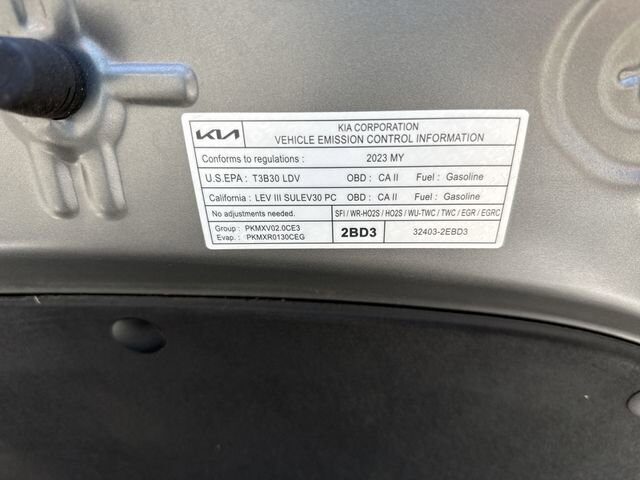 KIA
KIA CORPORATION
VEHICLE EMISSION CONTROL INFORMATION
Conforms to regulations : 2023 MY
U.S.EPA : T3B30 LDV OBD : CA II Fuel : Gasoline
California : LEV III SULEV30 PC OBD : CA II Fuel : Gasoline
No adjustments needed. SFI / WR-HO2S / HO2S / WU-TWC / TWC / EGR / EGRC
Group : PKMXV02.0CE3
Evap. : PKMXR0130CEG
2BD3 32403-2EBD3